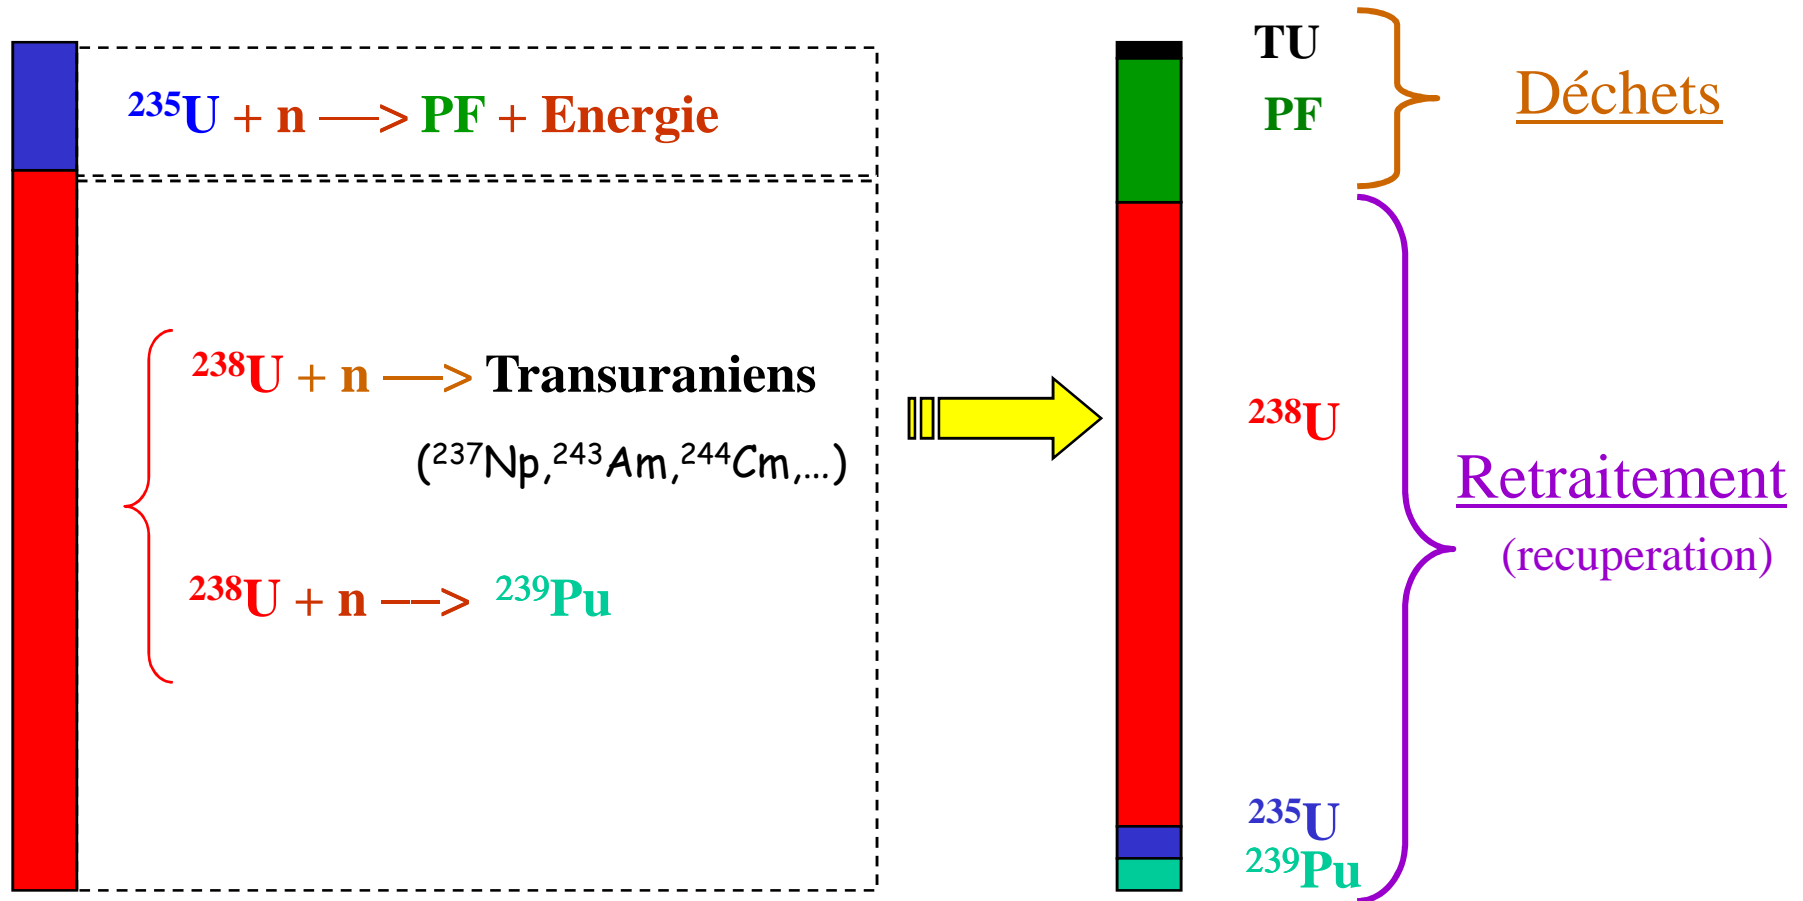 ²³⁵U + n —–> PF + Energie
²³⁸U + n —–> Transuraniens
(²³⁷Np,²⁴³Am,²⁴⁴Cm,...)
²³⁸U + n –––> ²³⁹Pu
TU
PF
Déchets
²³⁸U
Retraitement
(recuperation)
²³⁵U
²³⁹Pu